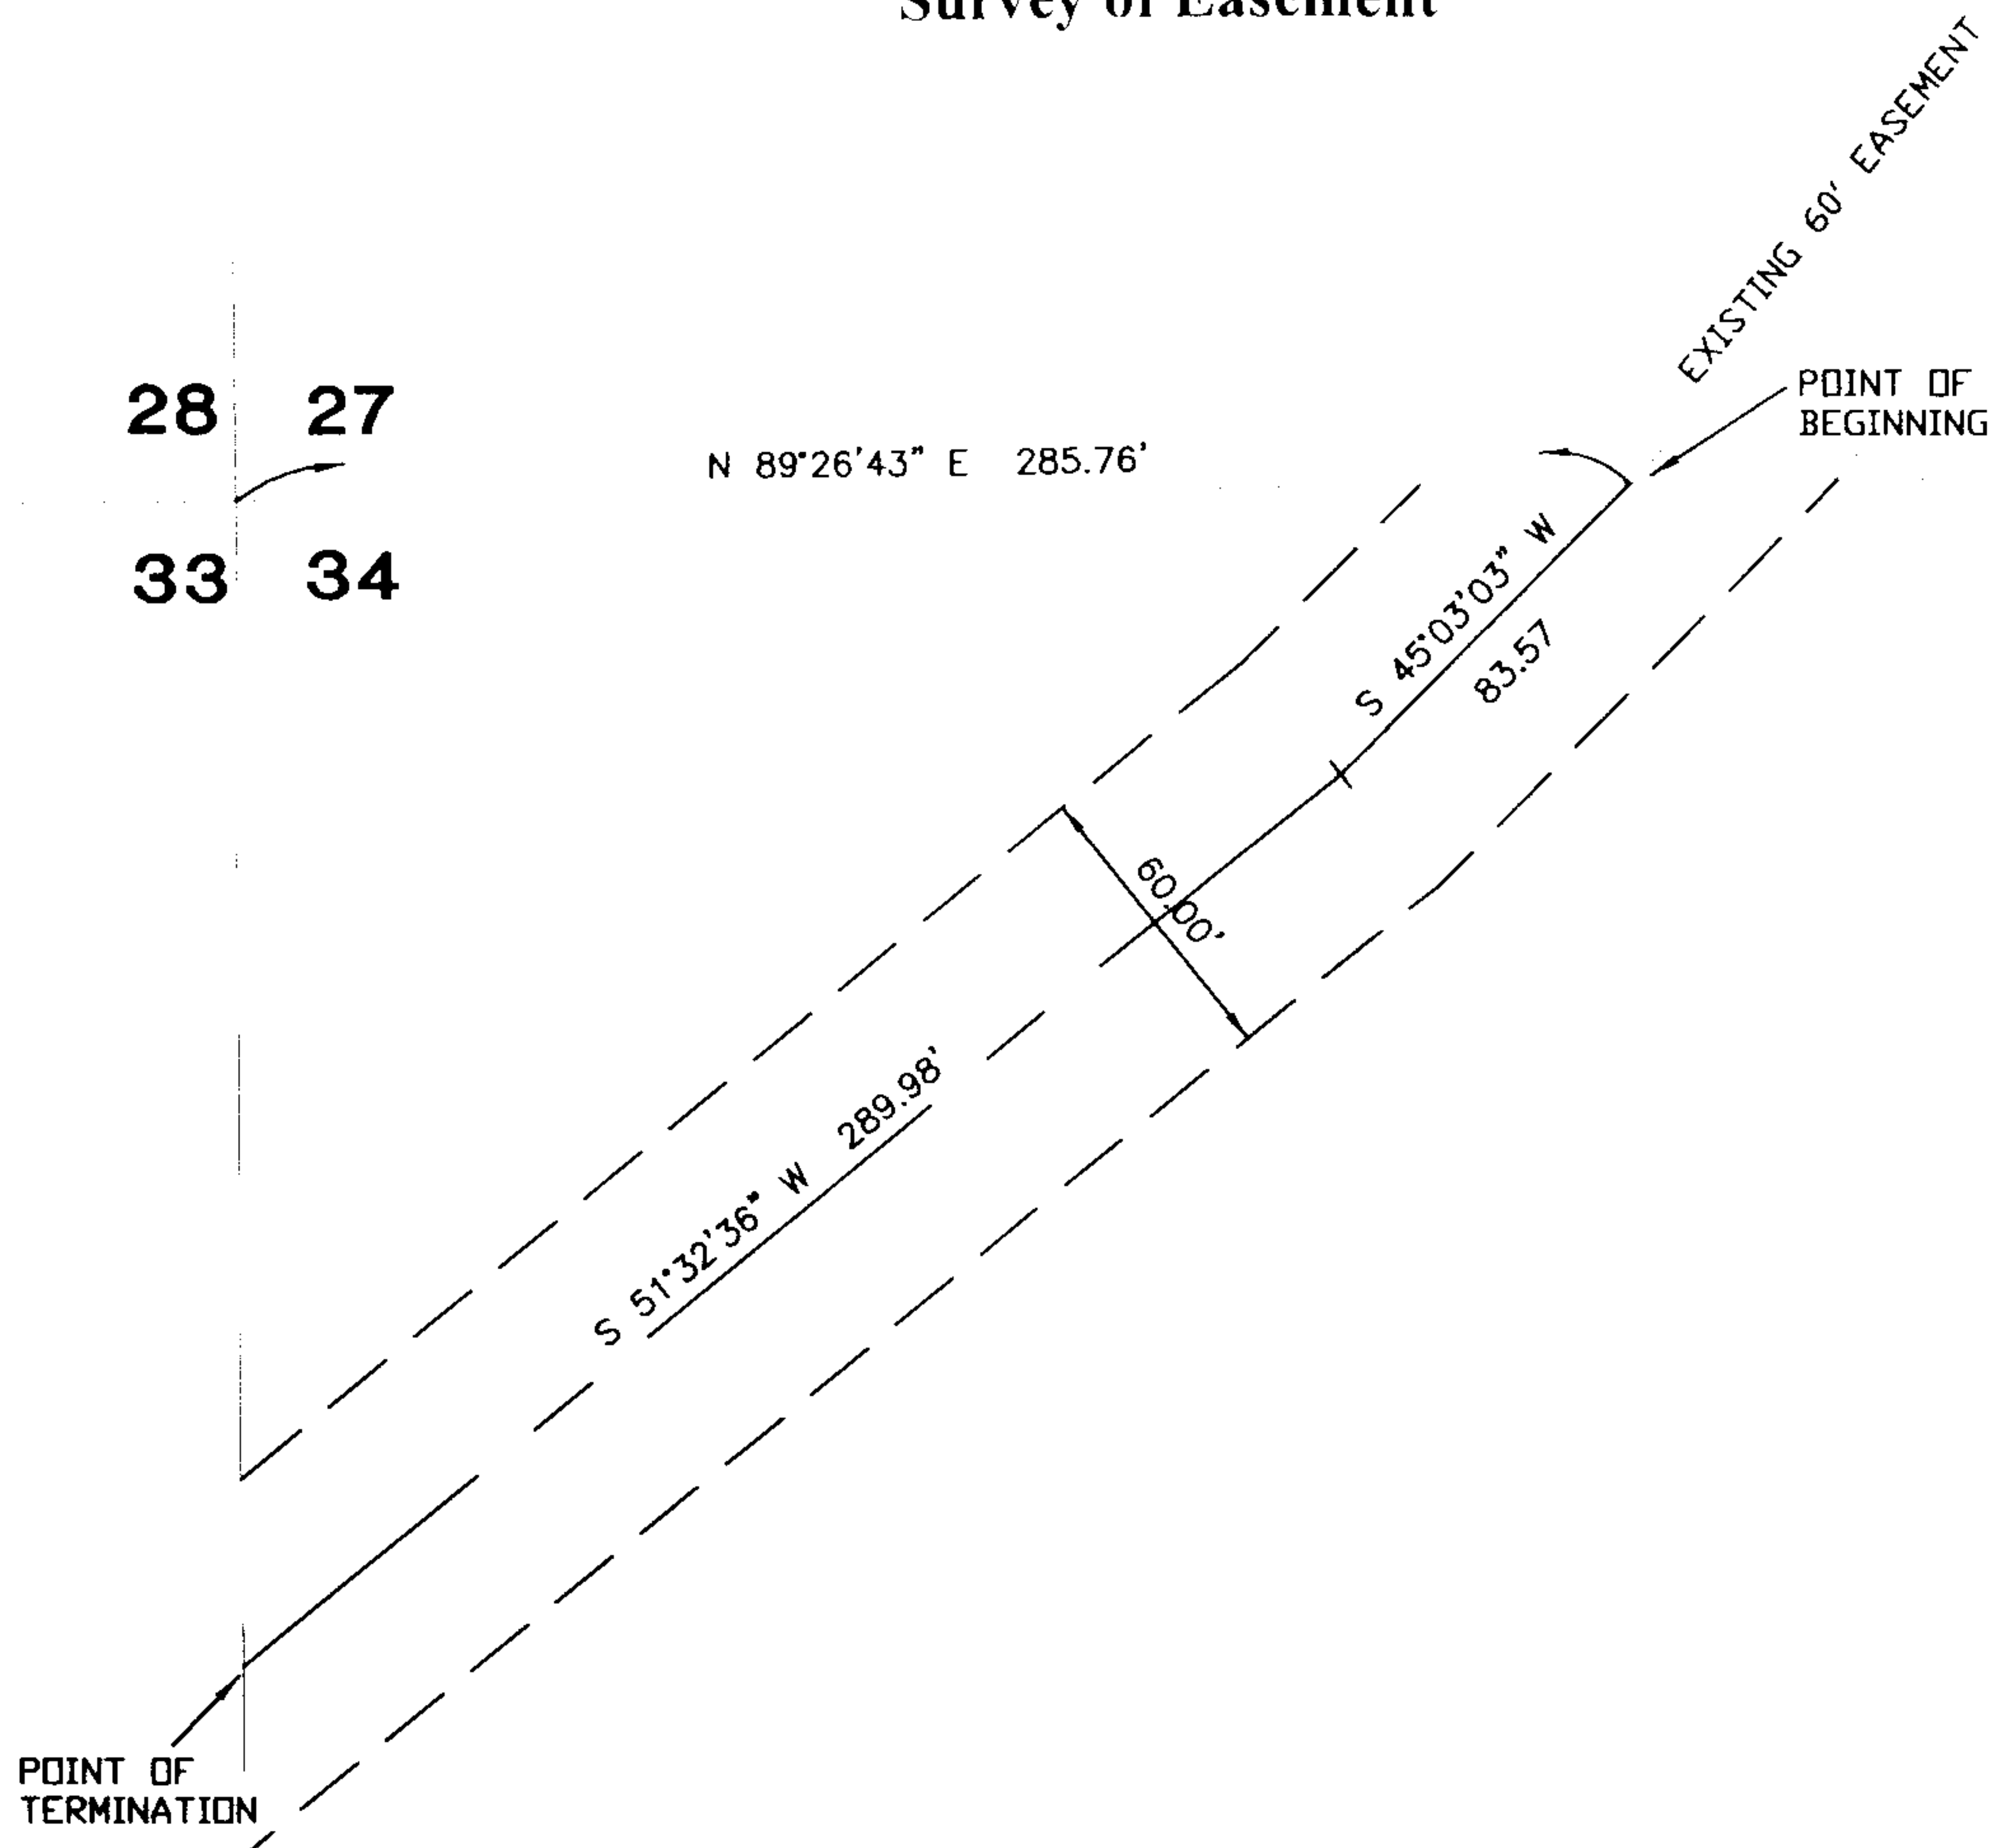 Survey of Easement
EXISTING 60' EASEMENT
POINT OF
BEGINNING
28 27
N 89°26'43" E 285.76'
33 34
S 45°03'03" W
83.57
60.00'
S 51°32'36" W 289.98'
POINT OF
TERMINATION